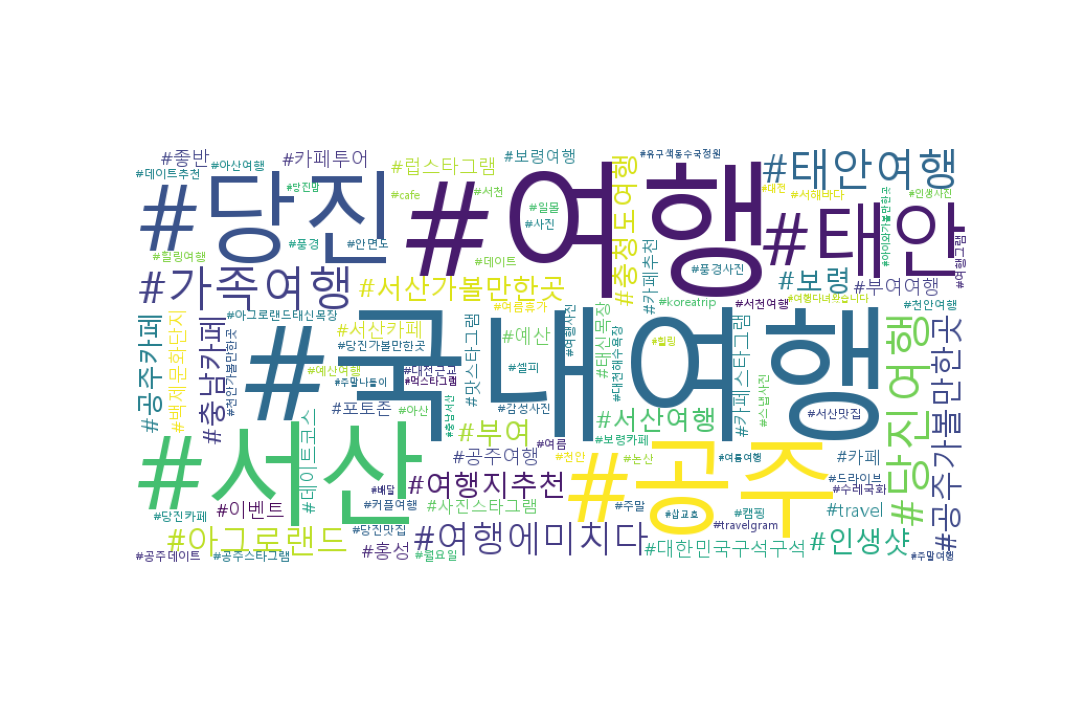 #좋반
#아산여행
#카페투어
#럽스타그램
#보령여행
#유구색동수국정원
#태안여행
#데이트추천
#당진
#방진망
#cafe
#서천
#여행
#충청도여행
#대전
#서해바다
#아이와가볼만한곳
#인생사진
#일몰
#사진
#태안
#여행그램
#풍경
#안면도
#힐링여행
#데이트
#카페추천
#풍경사진
#보령
#부여여행
#가족여행
#서산가볼만한곳
#koreatrip
#서천여행
#여행다녀왔습니다
#천안여행
#여름휴가
#아그로랜드태신목장
#공주카페
#백제문화단지
#천안가볼만한곳
#충남카페
#국내여행
#서산카페
#당진가볼만한곳
#맛스타그램
#예산
#여행사진
#태신목장
#대천해수욕장
#힐링
#카페스타그램
#스냅사진
#당진여행
#공주가볼만한곳
#예산여행
#대전근교
#주말나들이
#먹스타그램
#셀피
#데이트코스
#포토존
#아산
#충남서산
#감성사진
#서산여행
#서산맛집
#서산
#부여
#여름
#보령카페
#공주여행
#천안
#논산
#공주
#여름여행
#카페
#드라이브
#수레국화
#배달
#여행지추천
#커플여행
#사진스타그램
#삽교호
#캠핑
#travel
#당진카페
#이벤트
#travelgram
#아그로랜드
#당진맛집
#여행에미치다
#대한민국구석구석
#인생샷
#공주데이트
#공주스타그램
#홍성
#월요일
#주말
#주말여행